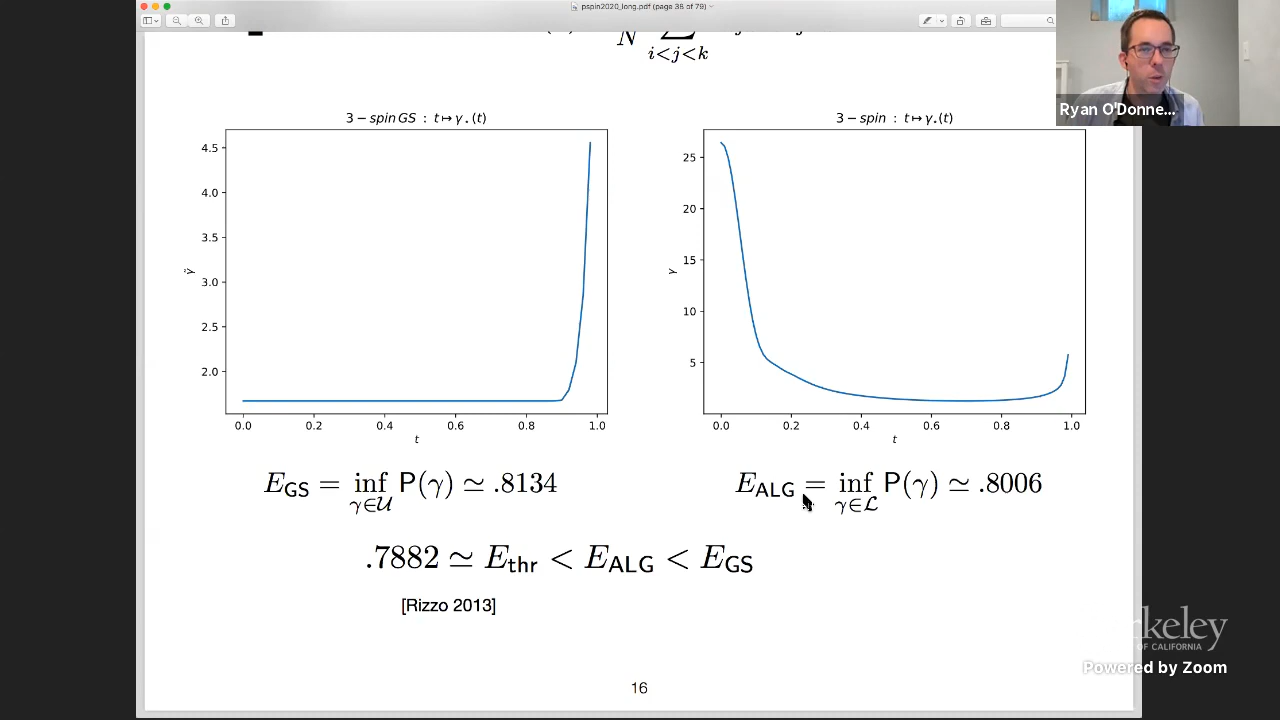 pspin2020_long.pdf (page 38 of 79)
N
i<j<k
Ryan O'Donne...
3 − spin GS : t ↦ γ⋆(t)
4.5
4.0
3.5
3.0
2.5
2.0
γ̃
0.0 0.2 0.4 0.6 0.8 1.0
t
3 − spin : t ↦ γ⋆(t)
25
20
15
10
5
γ
0.0 0.2 0.4 0.6 0.8 1.0
t
E_GS = inf_{γ∈𝒰} P(γ) ≃ .8134
E_ALG = inf_{γ∈ℒ} P(γ) ≃ .8006
.7882 ≃ E_thr < E_ALG < E_GS
[Rizzo 2013]
rkeley
OF CALIFORNIA
Powered by Zoom
16